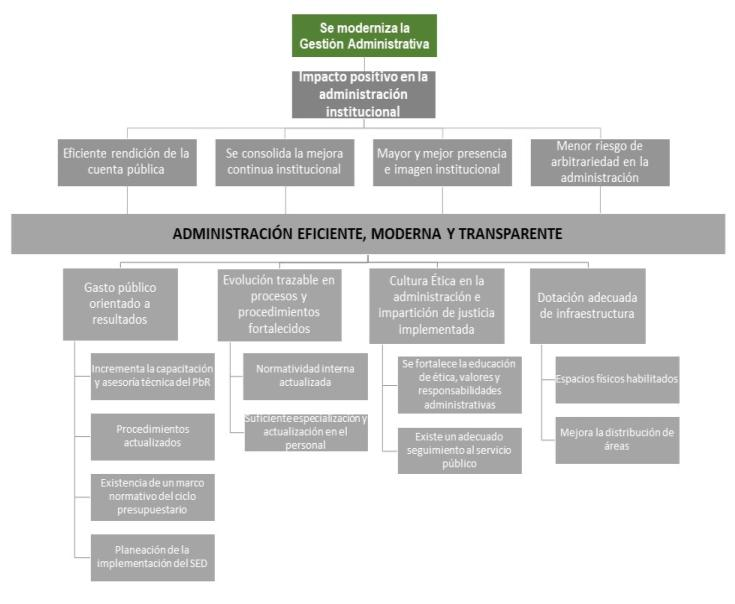 Se moderniza la
Gestión Administrativa
Impacto positivo en la
administración
institucional
Eficiente rendición de la
cuenta pública
Se consolida la mejora
continua institucional
Mayor y mejor presencia
e imagen institucional
Menor riesgo de
arbitrariedad en la
administración
ADMINISTRACIÓN EFICIENTE, MODERNA Y TRANSPARENTE
Gasto público
orientado a
resultados
Incrementa la capacitación
y asesoría técnica del PbR
Procedimientos
actualizados
Existencia de un marco
normativo del ciclo
presupuestario
Planeación de la
implementación del SED
Evolución trazable en
procesos y
procedimientos
fortalecidos
Normatividad interna
actualizada
Suficiente especialización y
actualización en el
personal
Cultura Ética en la
administración e
impartición de justicia
implementada
Se fortalece la educación
de ética, valores y
responsabilidades
administrativas
Existe un adecuado
seguimiento al servicio
público
Dotación adecuada
de infraestructura
Espacios físicos habilitados
Mejora la distribución de
áreas